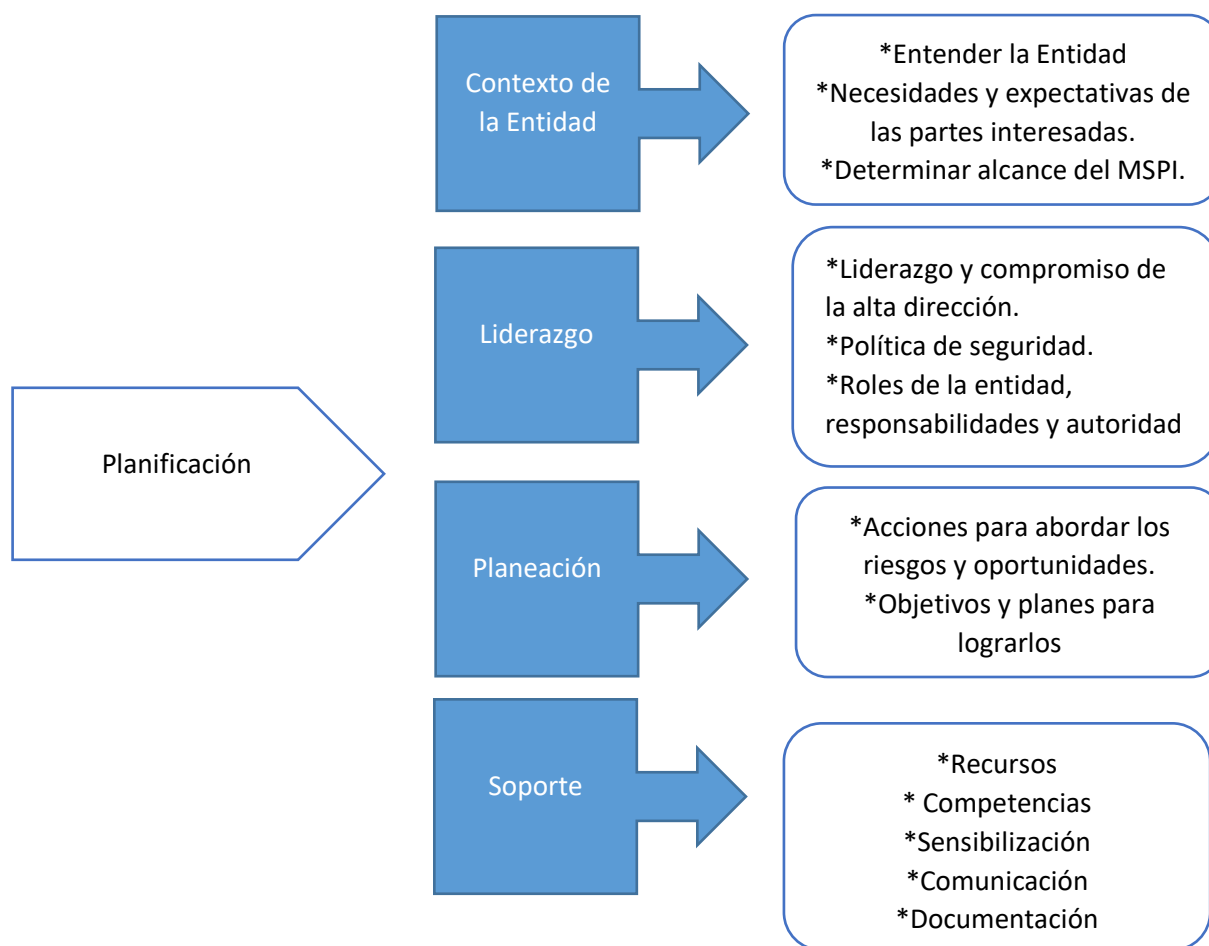 Planificación
Contexto de
la Entidad
*Entender la Entidad
*Necesidades y expectativas de
las partes interesadas.
*Determinar alcance del MSPI.
Liderazgo
*Liderazgo y compromiso de
la alta dirección.
*Política de seguridad.
*Roles de la entidad,
responsabilidades y autoridad
Planeación
*Acciones para abordar los
riesgos y oportunidades.
*Objetivos y planes para
lograrlos
Soporte
*Recursos
* Competencias
*Sensibilización
*Comunicación
*Documentación